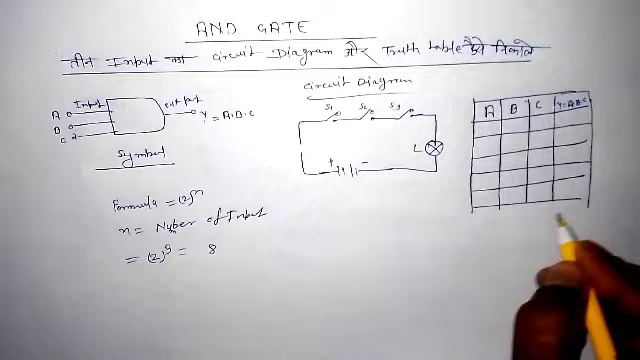 AND GATE
तीन Input का Circuit Diagram और Truth table कैसे निकाले
Circuit Diagram
Input
output
A
B
C
Y = A.B.C
Symbol
S1 S2 S3
L
+ -
A B C Y=A.B.C
Formula = (2)^n
n = Nyber of Input
= (2)^3 = 8